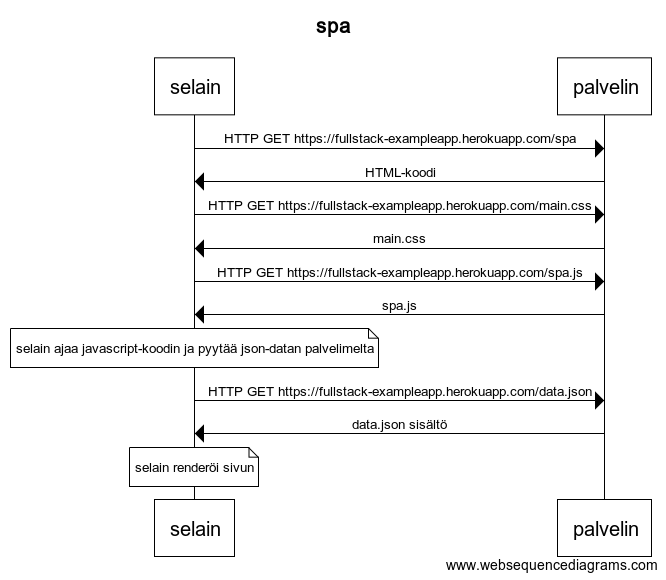 spa
selain
palvelin
HTTP GET https://fullstack-exampleapp.herokuapp.com/spa
HTML-koodi
HTTP GET https://fullstack-exampleapp.herokuapp.com/main.css
main.css
HTTP GET https://fullstack-exampleapp.herokuapp.com/spa.js
spa.js
selain ajaa javascript-koodin ja pyytää json-datan palvelimelta
HTTP GET https://fullstack-exampleapp.herokuapp.com/data.json
data.json sisältö
selain renderöi sivun
selain
palvelin
www.websequencediagrams.com